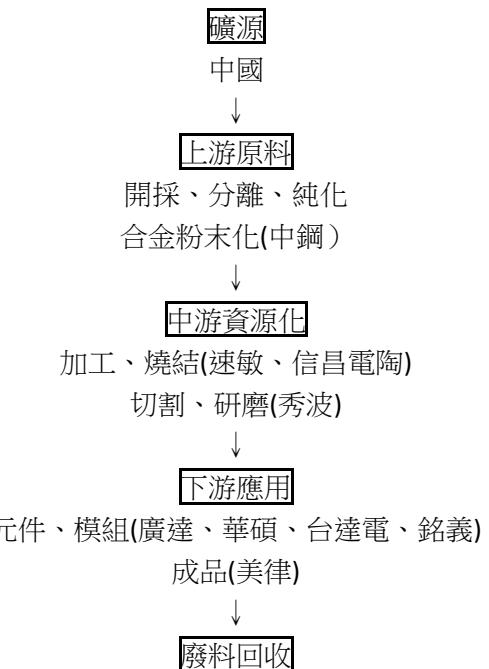 礦源
中國
↓
上游原料
開採、分離、純化
合金粉末化(中鋼）
↓
中游資源化
加工、燒結(速敏、信昌電陶)
切割、研磨(秀波)
↓
下游應用
元件、模組(廣達、華碩、台達電、銘義)
成品(美律)
↓
廢料回收